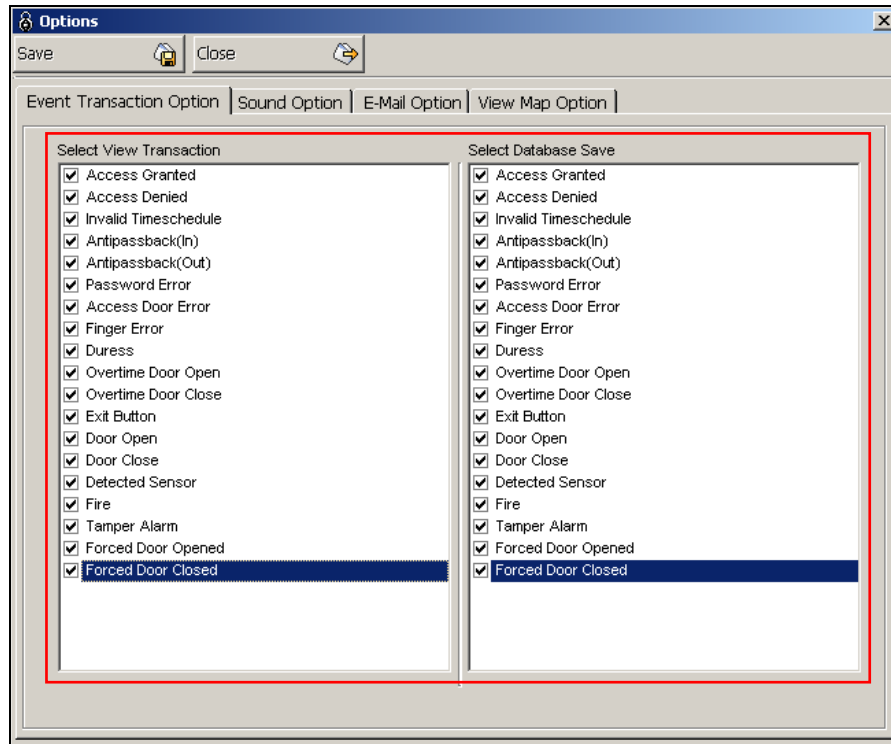 Options
Save Close
Event Transaction Option Sound Option E-Mail Option View Map Option
Select View Transaction
Access Granted
Access Denied
Invalid Timeschedule
Antipassback(In)
Antipassback(Out)
Password Error
Access Door Error
Finger Error
Duress
Overtime Door Open
Overtime Door Close
Exit Button
Door Open
Door Close
Detected Sensor
Fire
Tamper Alarm
Forced Door Opened
Forced Door Closed
Select Database Save
Access Granted
Access Denied
Invalid Timeschedule
Antipassback(In)
Antipassback(Out)
Password Error
Access Door Error
Finger Error
Duress
Overtime Door Open
Overtime Door Close
Exit Button
Door Open
Door Close
Detected Sensor
Fire
Tamper Alarm
Forced Door Opened
Forced Door Closed